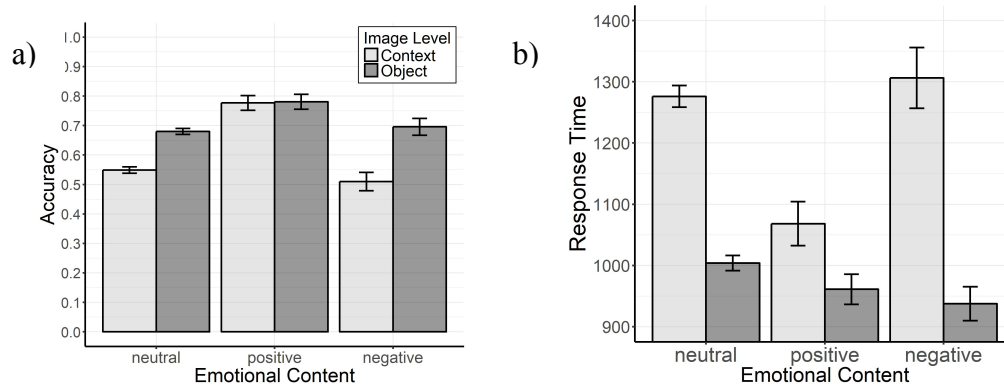 a)
1.0
0.9
0.8
0.7
0.6
0.5
0.4
0.3
0.2
0.1
0.0
Accuracy
Image Level
Context
Object
neutral positive negative
Emotional Content
b)
1400
1300
1200
1100
1000
900
Response Time
neutral positive negative
Emotional Content